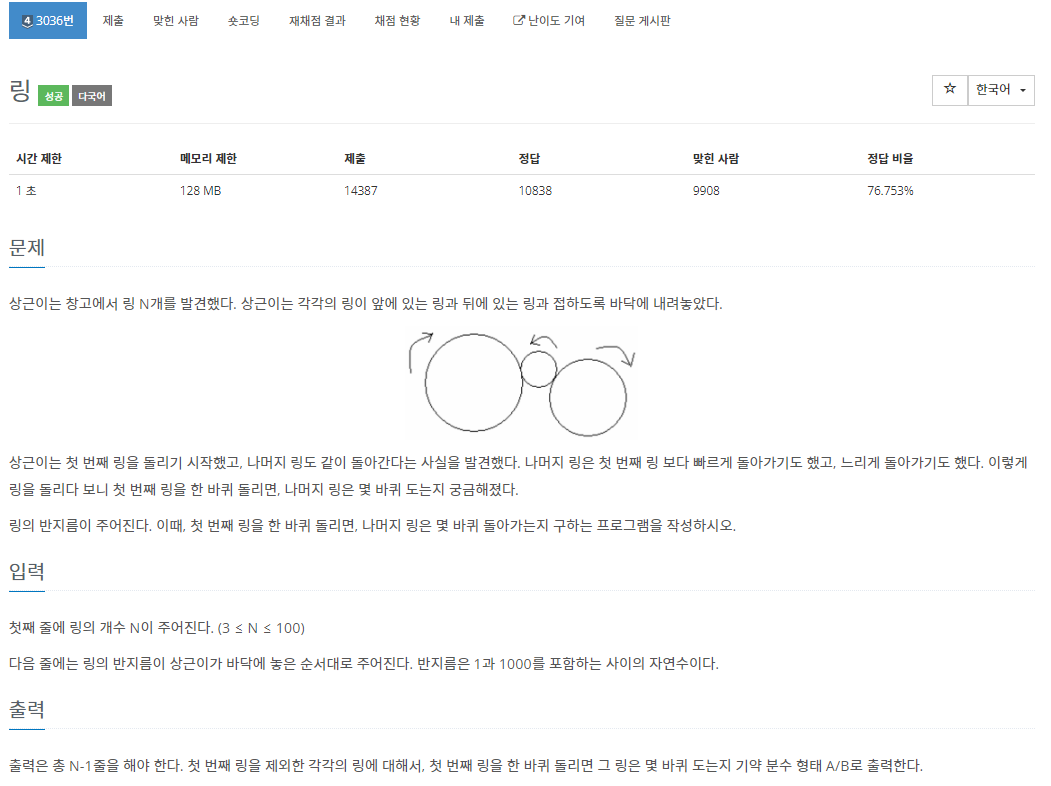 4 3036번 제출 맞힌 사람 숏코딩 재채점 결과 채점 현황 내 제출 난이도 기여 질문 게시판
링 성공 다국어 ☆ 한국어
시간 제한 메모리 제한 제출 정답 맞힌 사람 정답 비율
1 초 128 MB 14387 10838 9908 76.753%
문제
상근이는 창고에서 링 N개를 발견했다. 상근이는 각각의 링이 앞에 있는 링과 뒤에 있는 링과 접하도록 바닥에 내려놓았다.
상근이는 첫 번째 링을 돌리기 시작했고, 나머지 링도 같이 돌아간다는 사실을 발견했다. 나머지 링은 첫 번째 링 보다 빠르게 돌아가기도 했고, 느리게 돌아가기도 했다. 이렇게
링을 돌리다 보니 첫 번째 링을 한 바퀴 돌리면, 나머지 링은 몇 바퀴 도는지 궁금해졌다.
링의 반지름이 주어진다. 이때, 첫 번째 링을 한 바퀴 돌리면, 나머지 링은 몇 바퀴 돌아가는지 구하는 프로그램을 작성하시오.
입력
첫째 줄에 링의 개수 N이 주어진다. (3 ≤ N ≤ 100)
다음 줄에는 링의 반지름이 상근이가 바닥에 놓은 순서대로 주어진다. 반지름은 1과 1000를 포함하는 사이의 자연수이다.
출력
출력은 총 N-1줄을 해야 한다. 첫 번째 링을 제외한 각각의 링에 대해서, 첫 번째 링을 한 바퀴 돌리면 그 링은 몇 바퀴 도는지 기약 분수 형태 A/B로 출력한다.